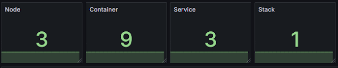 Node
Container
Service
Stack
3
9
3
1